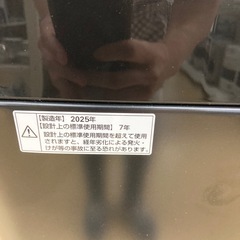 【製造年】2025年
【設計上の標準使用期間】7年
設計上の標準使用期間を超えて使用
されますと、経年劣化による発火・
けが等の事故に至る恐れがあります。